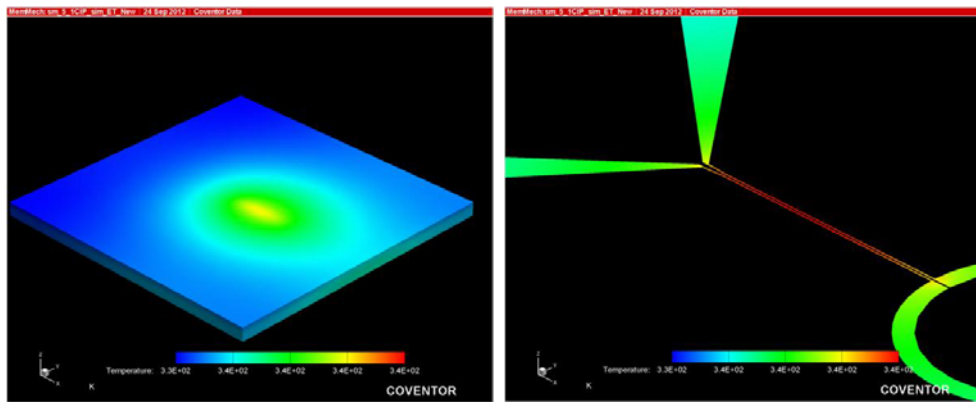 MemMech: sm_5_1CIP_sim_ET_New | 24 Sep 2012 | Coventor Data
Z
Y
X
K
Temperature:
3.3E+02 3.4E+02 3.4E+02 3.4E+02 3.4E+02
COVENTOR
MemMech: sm_5_1CIP_sim_ET_New | 24 Sep 2012 | Coventor Data
Z
Y
X
K
Temperature:
3.3E+02 3.4E+02 3.4E+02 3.4E+02 3.4E+02
COVENTOR